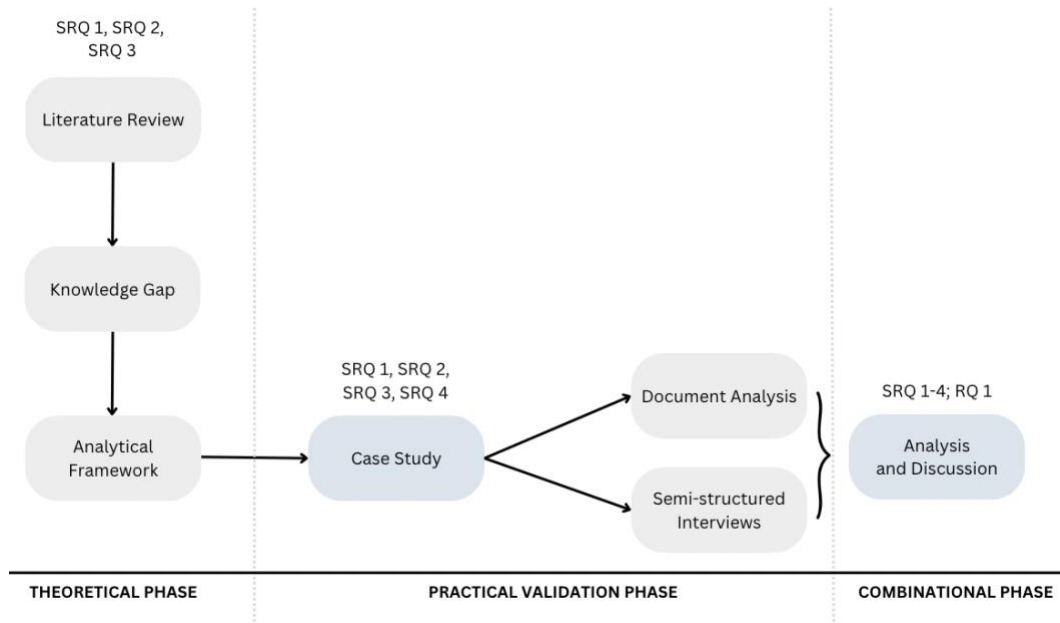 SRQ 1, SRQ 2,
SRQ 3
Literature Review
Knowledge Gap
Analytical
Framework
SRQ 1, SRQ 2,
SRQ 3, SRQ 4
Case Study
Document Analysis
Semi-structured
Interviews
SRQ 1-4; RQ 1
Analysis
and Discussion
THEORETICAL PHASE
PRACTICAL VALIDATION PHASE
COMBINATIONAL PHASE